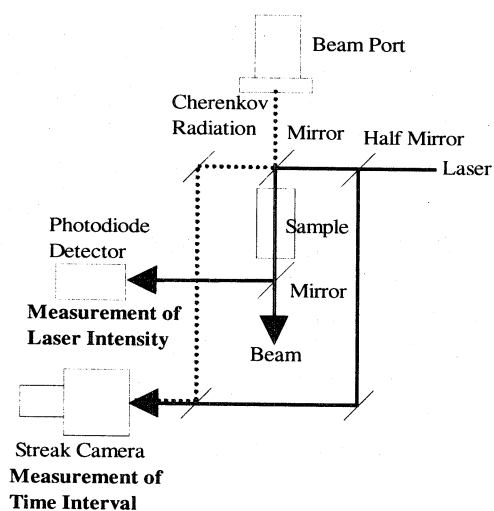 Beam Port
Cherenkov
Radiation
Mirror
Half Mirror
Laser
Sample
Photodiode
Detector
Mirror
Measurement of
Laser Intensity
Beam
Streak Camera
Measurement of
Time Interval